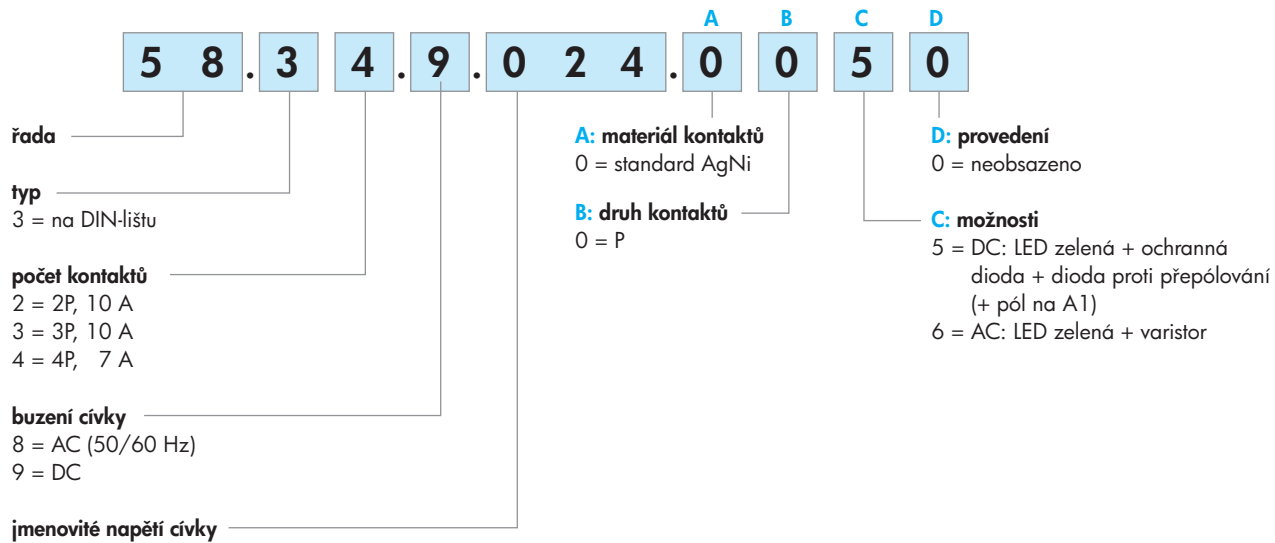 A B C D
5 8 . 3 4 . 9 . 0 2 4 . 0 0 5 0
řada
typ
3 = na DIN-lištu
počet kontaktů
2 = 2P, 10 A
3 = 3P, 10 A
4 = 4P, 7 A
buzení cívky
8 = AC (50/60 Hz)
9 = DC
jmenovité napětí cívky
A: materiál kontaktů
0 = standard AgNi
B: druh kontaktů
0 = P
D: provedení
0 = neobsazeno
C: možnosti
5 = DC: LED zelená + ochranná
dioda + dioda proti přepólování
(+ pól na A1)
6 = AC: LED zelená + varistor